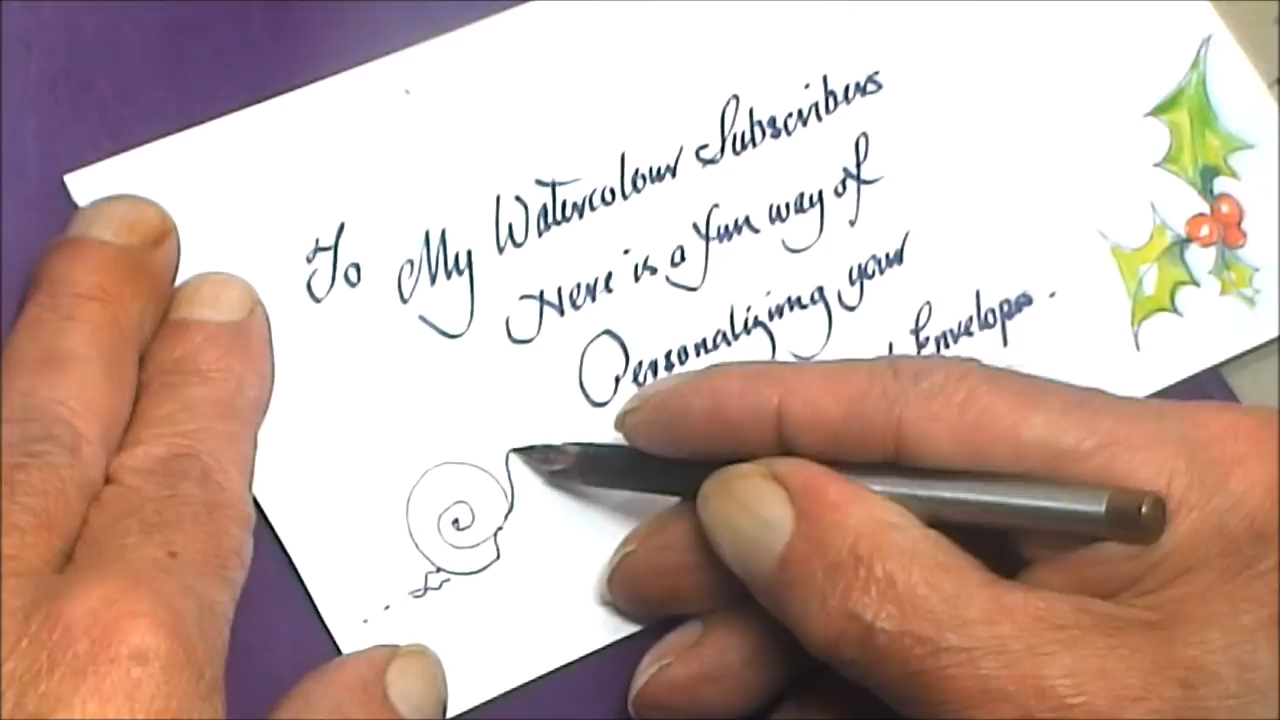 To My Watercolour Subscribers
Here is a fun way of
Personalizing your
Envelope.